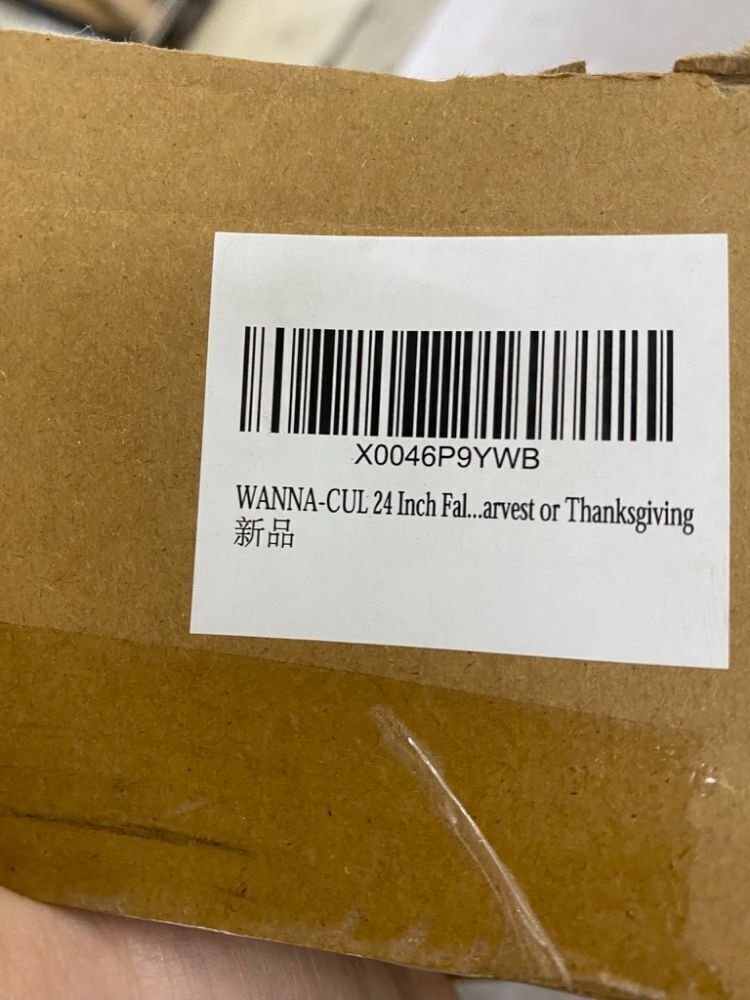 X0046P9YWB
WANNA-CUL 24 Inch Fal...arvest or Thanksgiving
新品